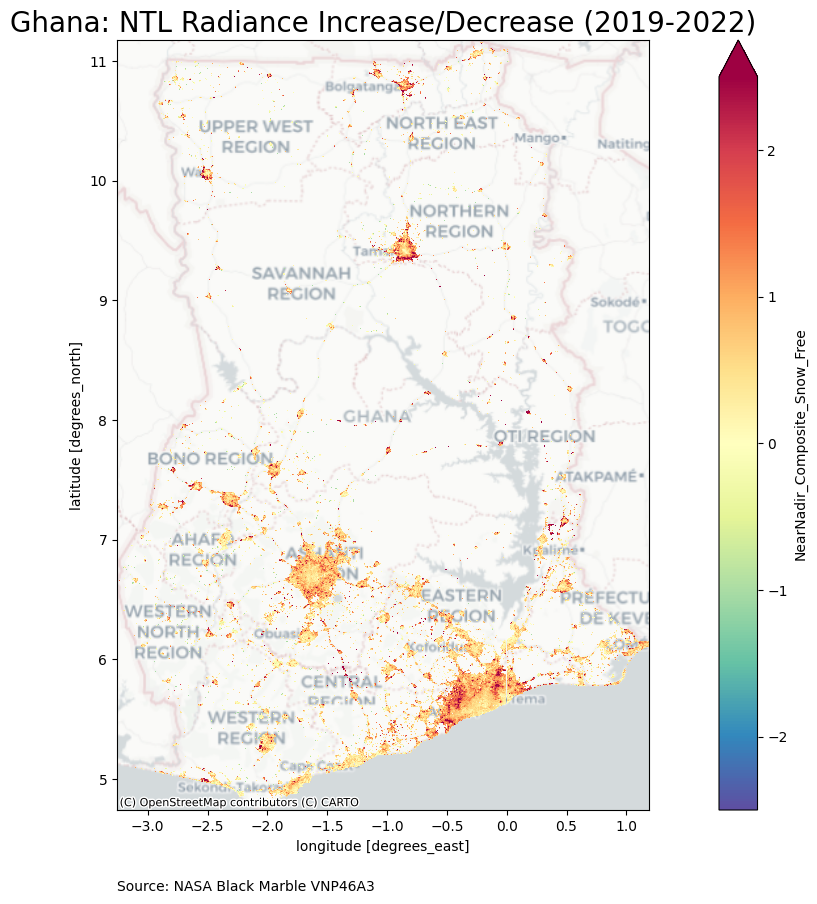 Ghana: NTL Radiance Increase/Decrease (2019-2022)
11
10
9
8
7
6
5
latitude [degrees_north]
Bolgatanga
UPPER WEST
REGION
NORTH EAST
REGION
Mango
Natiting
NORTHERN
REGION
SAVANNAH
REGION
Sokodé
TOGO
GHANA
OTI REGION
BONO REGION
ATAKPAMÉ
AHAFO
REGION
ASHANTI
Kpalimé
EASTERN
REGION
PREFECTU
DE KEVE
WESTERN
NORTH
REGION
Obuasi
Koforidua
CENTRAL
REGION
WESTERN
REGION
Tema
Cape Coast
Sekondi-Takoradi
(C) OpenStreetMap contributors (C) CARTO
−3.0
−2.5
−2.0
−1.5
−1.0
−0.5
0.0
0.5
1.0
longitude [degrees_east]
2
1
0
−1
−2
NearNadir_Composite_Snow_Free
Source: NASA Black Marble VNP46A3